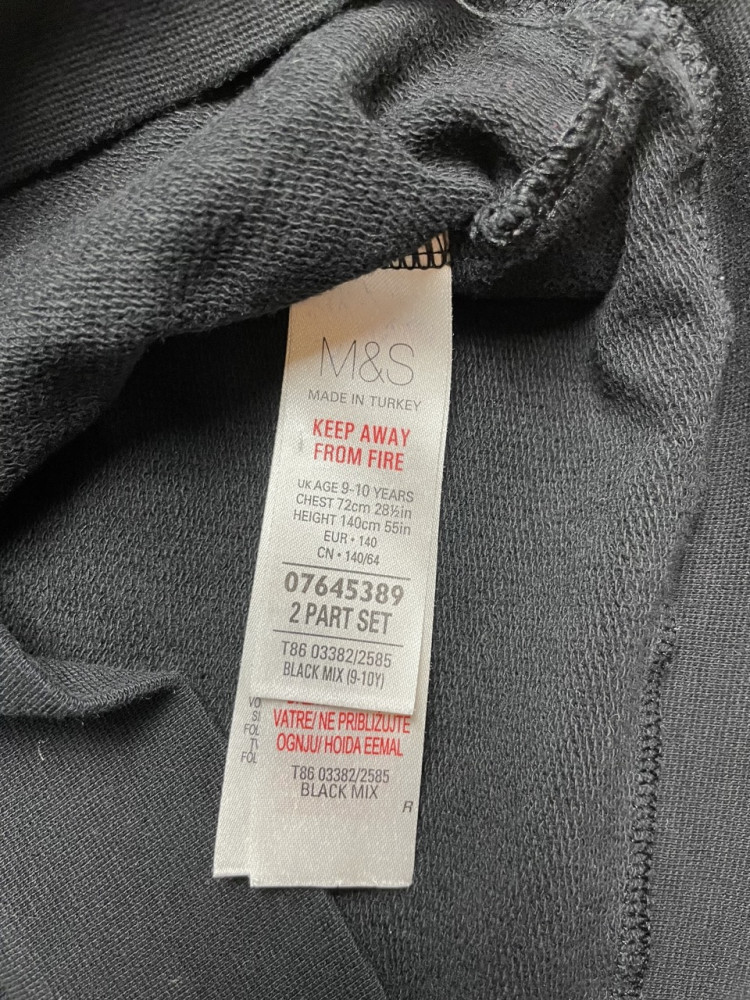 M&S
MADE IN TURKEY
KEEP AWAY
FROM FIRE
UK AGE 9-10 YEARS
CHEST 72cm 28½in
HEIGHT 140cm 55in
EUR • 140
CN • 140/64
07645389
2 PART SET
T86 03382/2585
BLACK MIX (9-10Y)
VATRE/ NE PRIBLIZUJTE
OGNJU/ HOIDA EEMAL
T86 03382/2585
BLACK MIX
R